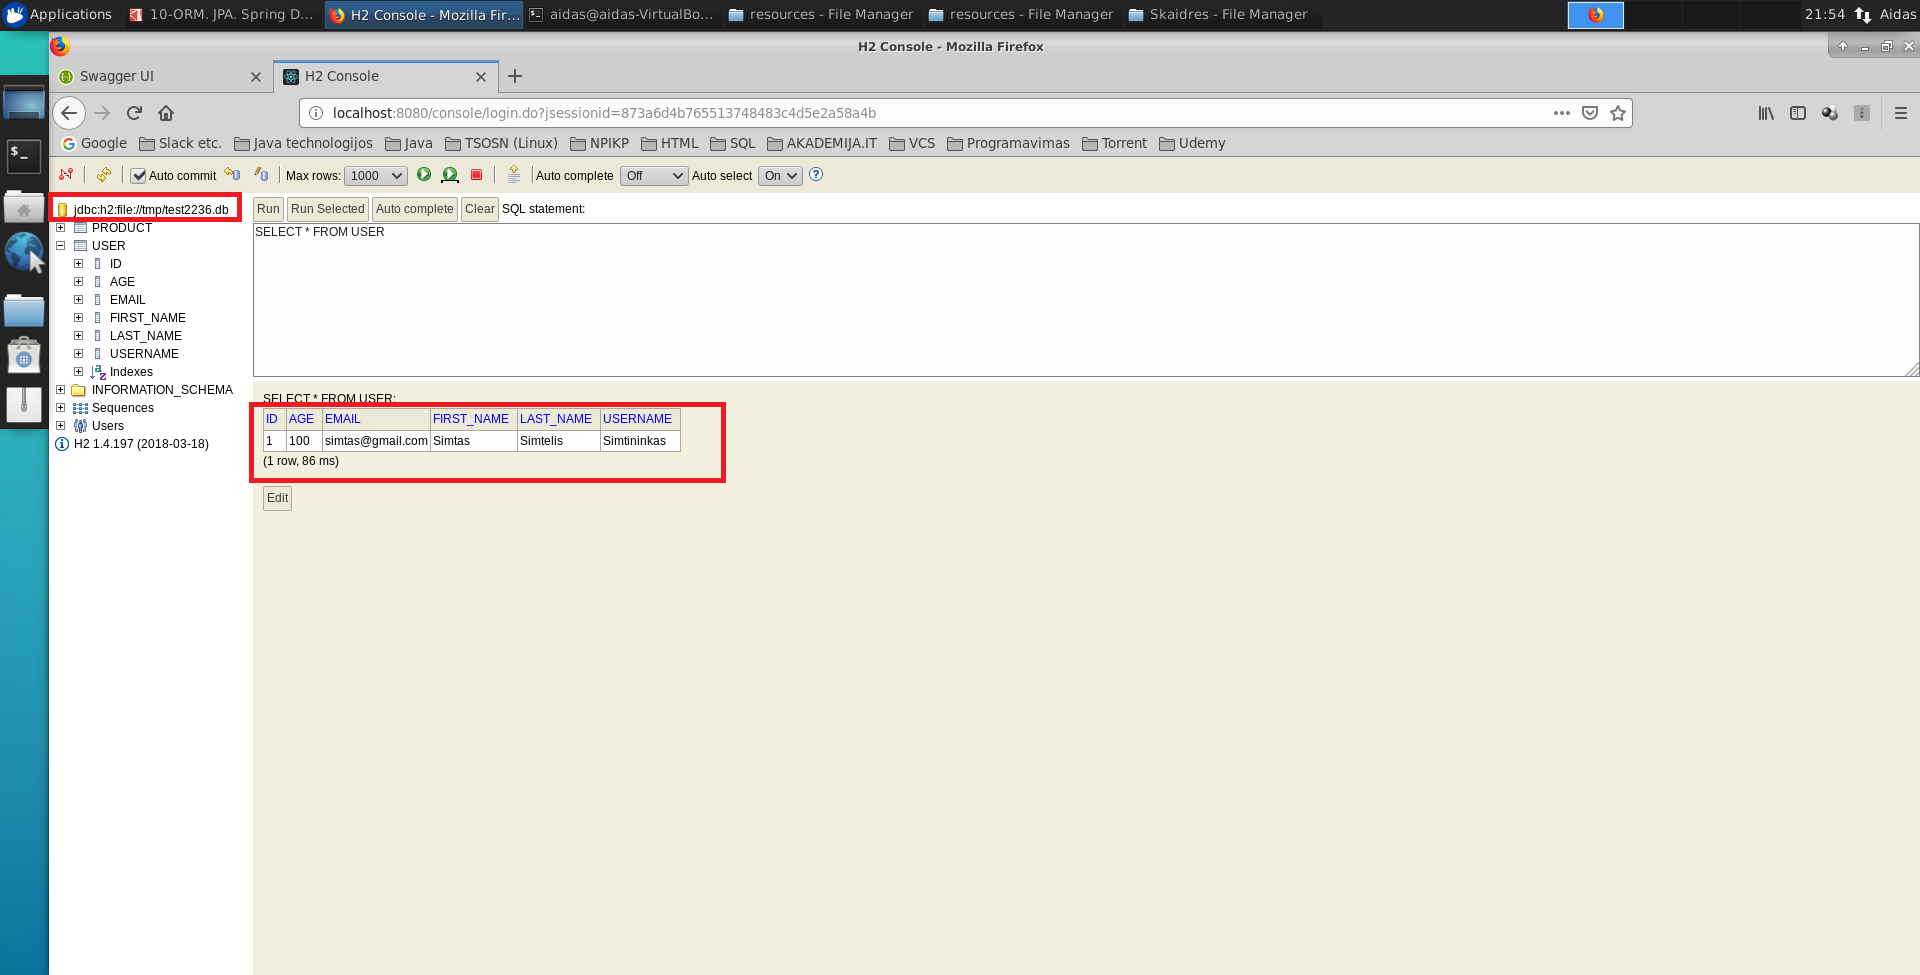 Applications
10-ORM. JPA. Spring D...
H2 Console - Mozilla Fir...
aidas@aidas-VirtualBo...
resources - File Manager
resources - File Manager
Skaidres - File Manager
21:54
Aidas
H2 Console - Mozilla Firefox
Swagger UI
H2 Console
localhost:8080/console/login.do?jsessionid=873a6d4b765513748483c4d5e2a58a4b
Google
Slack etc.
Java technologijos
Java
TSOSN (Linux)
NPIKP
HTML
SQL
AKADEMIJA.IT
VCS
Programavimas
Torrent
Udemy
Auto commit
Max rows: 1000
Auto complete Off
Auto select On
jdbc:h2:file://tmp/test2236.db
PRODUCT
USER
ID
AGE
EMAIL
FIRST_NAME
LAST_NAME
USERNAME
Indexes
INFORMATION_SCHEMA
Sequences
Users
H2 1.4.197 (2018-03-18)
Run
Run Selected
Auto complete
Clear
SQL statement:
SELECT * FROM USER
SELECT * FROM USER;
ID AGE EMAIL FIRST_NAME LAST_NAME USERNAME
1 100 simtas@gmail.com Simtas Simtelis Simtininkas
(1 row, 86 ms)
Edit